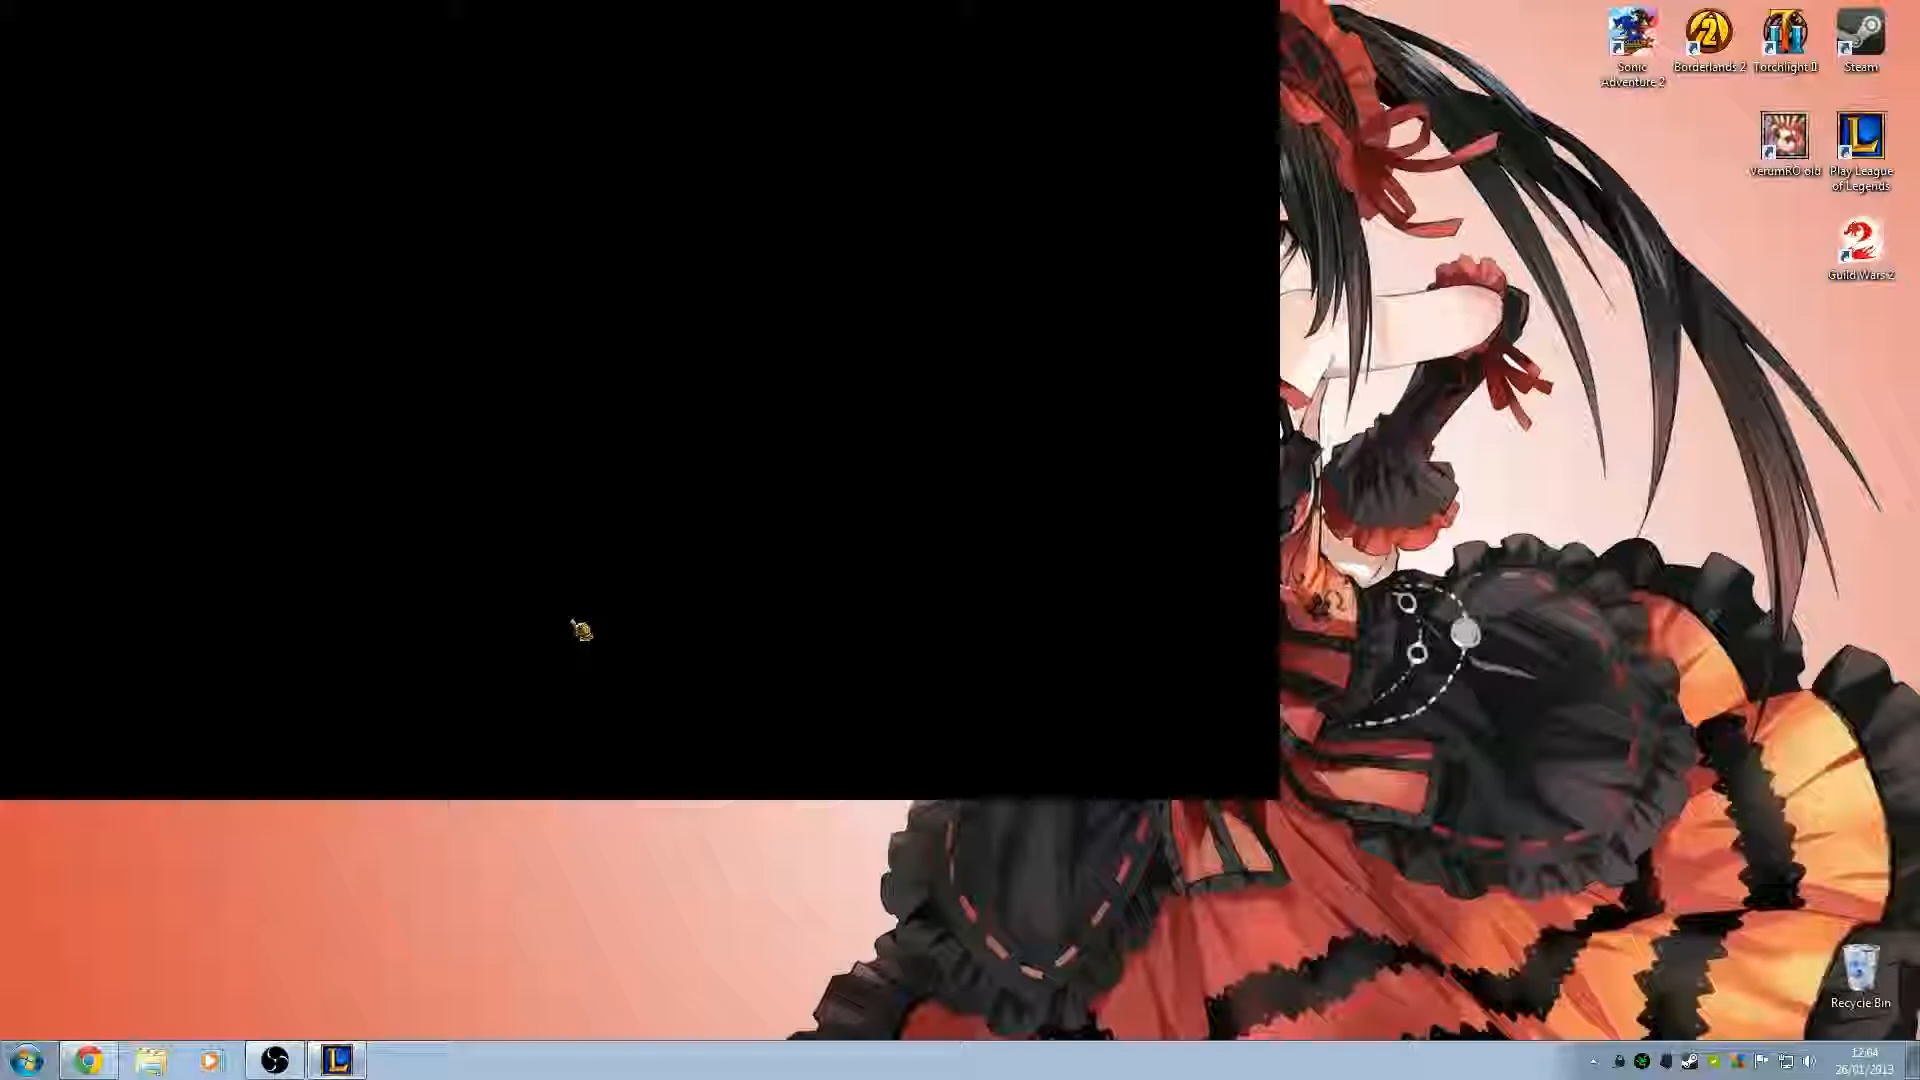 Sonic
Adventure 2
Borderlands 2
Torchlight II
Steam
VerumRO old
Play League
of Legends
Guild Wars 2
Recycle Bin
12:04
26/01/2013